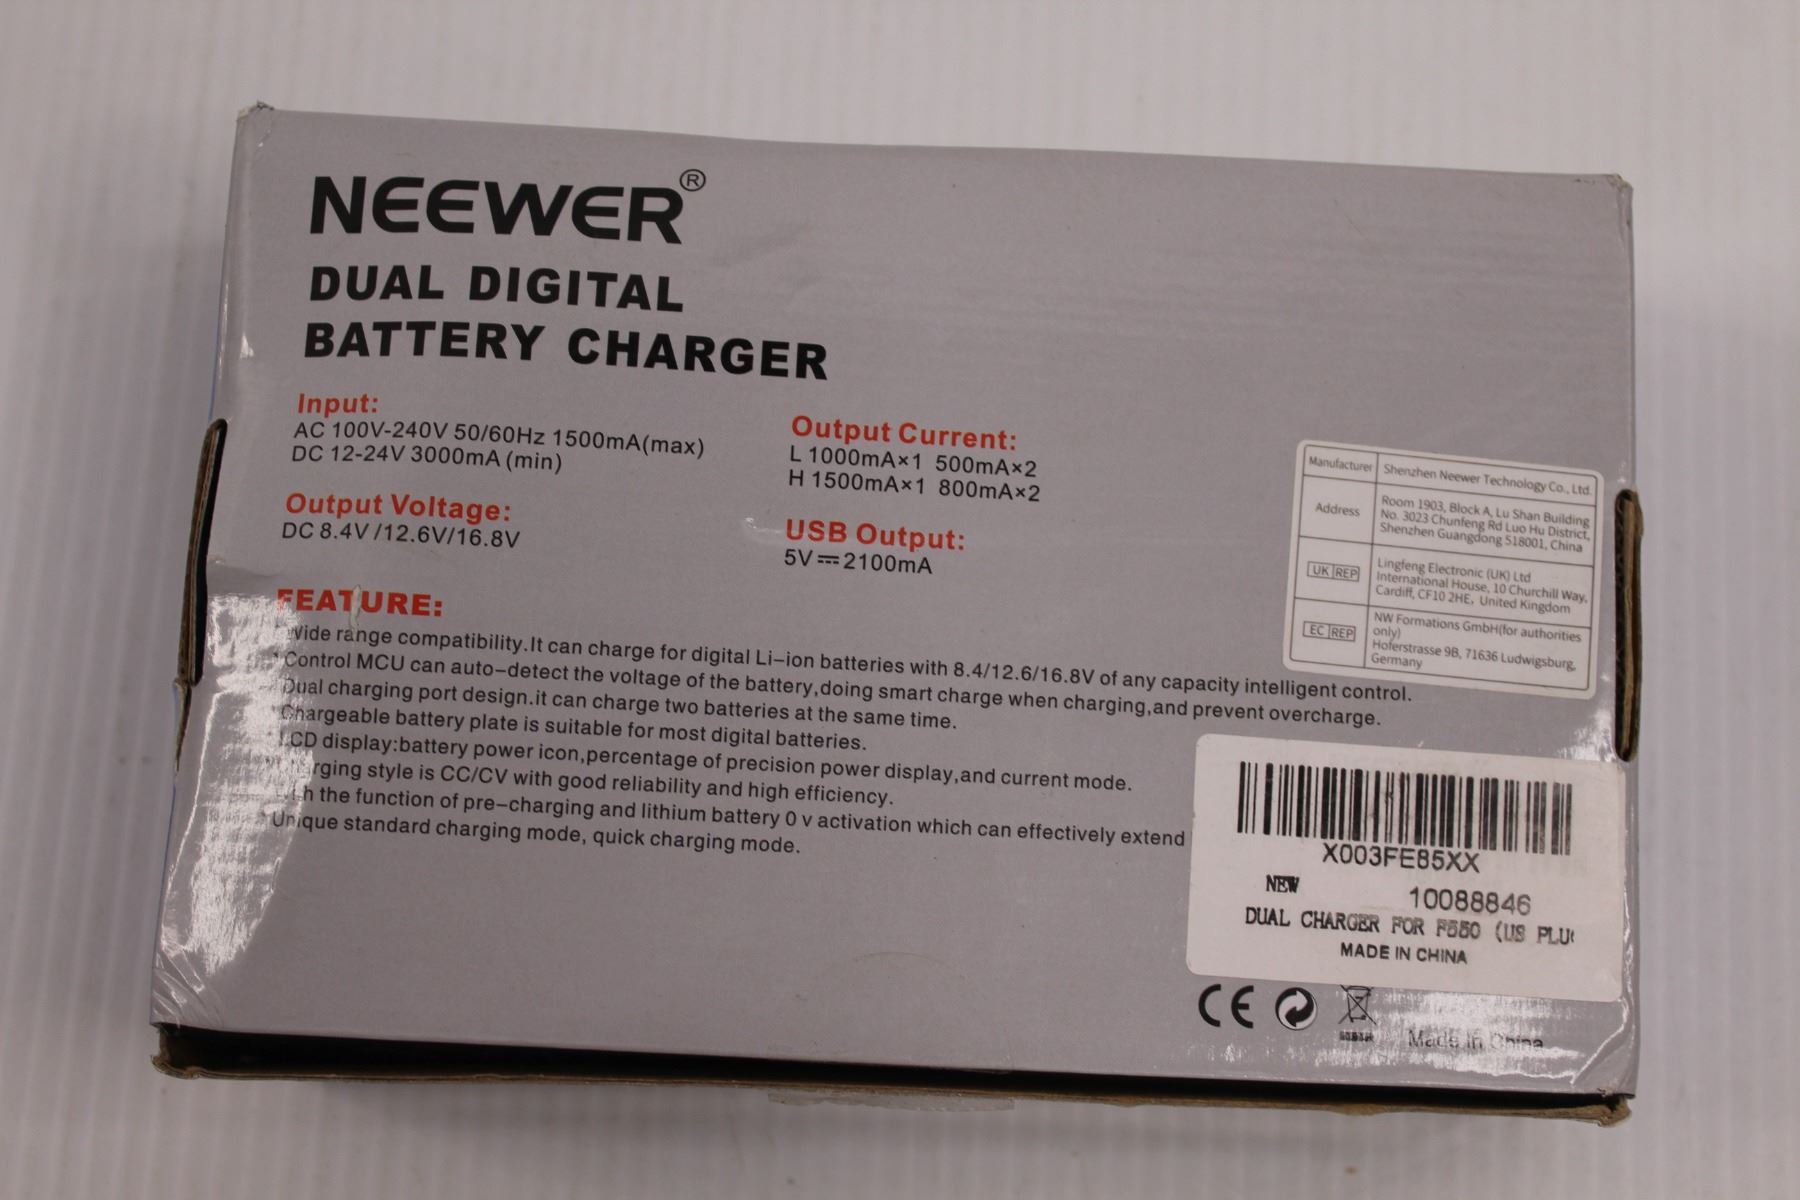 NEEWER®
DUAL DIGITAL
BATTERY CHARGER
Input:
AC 100V-240V 50/60Hz 1500mA(max)
DC 12-24V 3000mA (min)
Output Voltage:
DC 8.4V/12.6V/16.8V
Output Current:
L 1000mA×1 500mA×2
H 1500mA×1 800mA×2
USB Output:
5V⎓2100mA
FEATURE:
*Wide range compatibility.It can charge for digital Li-ion batteries with 8.4/12.6/16.8V of any capacity intelligent control.
*Control MCU can auto-detect the voltage of the battery,doing smart charge when charging,and prevent overcharge.
Dual charging port design.it can charge two batteries at the same time.
Chargeable battery plate is suitable for most digital batteries.
LCD display:battery power icon,percentage of precision power display,and current mode.
style is CC/CV with good reliability and high efficiency.
the function of pre-charging and lithium battery 0 v activation which can effectively extend
*Unique standard charging mode, quick charging mode.
Manufacturer Shenzhen Neewer Technology Co., Ltd.
Address Room 1903, Block A, Lu Shan Building
No. 3023 Chunfeng Rd Luo Hu District,
Shenzhen Guangdong 518001, China
UK REP Lingfeng Electronic (UK) Ltd
International House, 10 Churchill Way,
Cardiff, CF10 2HE, United Kingdom
EC REP NW Formations GmbH(for authorities
only)
Hoferstrasse 9B, 71636 Ludwigsburg,
Germany
X003FE85XX
NEW 10088846
DUAL CHARGER FOR F550 (US PLU
MADE IN CHINA
CE
Made in China